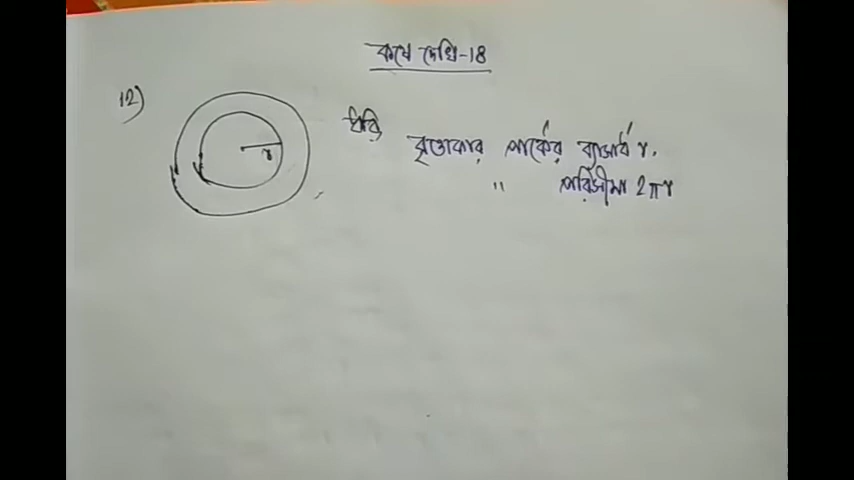 কষে দেখি-18
12)
r
ধরি, বৃত্তাকার পার্কের ব্যাসার্ধ r.
" পরিসীমা 2πr